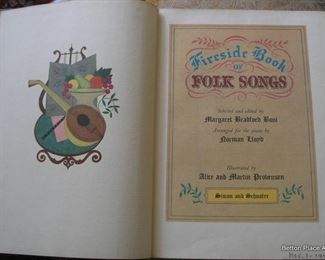 Fireside Book
OF
FOLK SONGS
Selected and edited by
Margaret Bradford Boni
Arranged for the piano by
Norman Lloyd
Illustrated by
Alice and Martin Provensen
Simon and Schuster
Betton Place